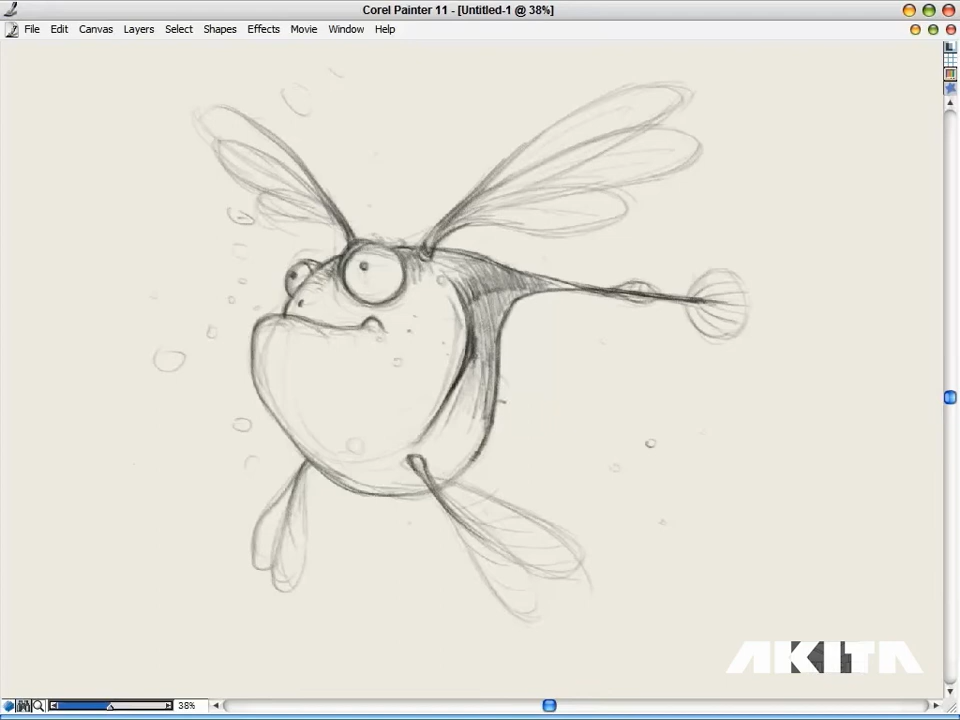 Corel Painter 11 - [Untitled-1 @ 38%]
File Edit Canvas Layers Select Shapes Effects Movie Window Help
AKITA
38%